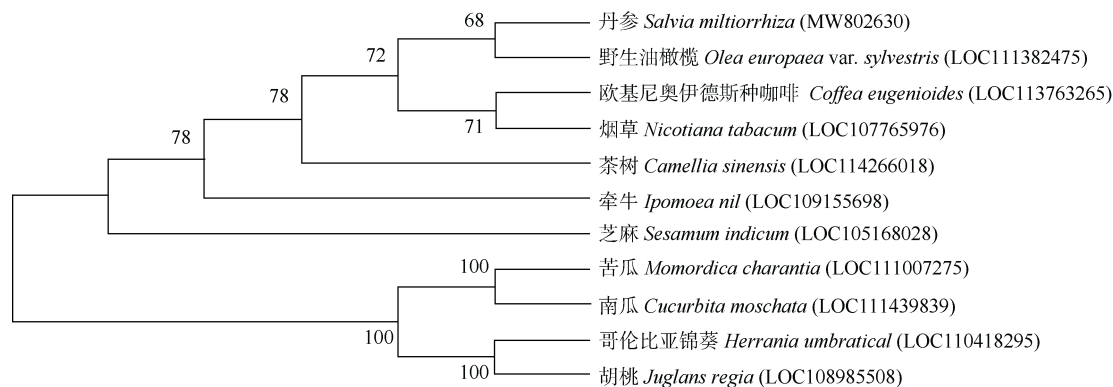 68
丹参 Salvia miltiorrhiza (MW802630)
72
野生油橄榄 Olea europaea var. sylvestris (LOC111382475)
78
欧基尼奥伊德斯种咖啡 Coffea eugenioides (LOC113763265)
71
烟草 Nicotiana tabacum (LOC107765976)
78
茶树 Camellia sinensis (LOC114266018)
牵牛 Ipomoea nil (LOC109155698)
芝麻 Sesamum indicum (LOC105168028)
100
苦瓜 Momordica charantia (LOC111007275)
南瓜 Cucurbita moschata (LOC111439839)
100
哥伦比亚锦葵 Herrania umbratical (LOC110418295)
100
胡桃 Juglans regia (LOC108985508)